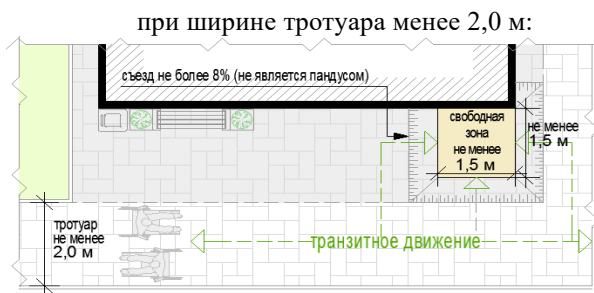 при ширине тротуара менее 2,0 м:
съезд не более 8% (не является пандусом)
свободная
зона
не менее
1,5 м
не менее
1,5 м
тротуар
не менее
2,0 м
транзитное движение